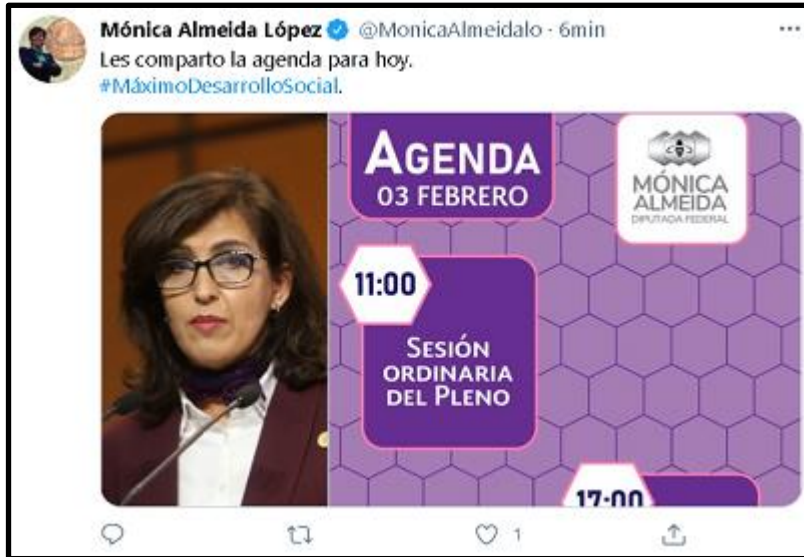 Mónica Almeida López @MonicaAlmeidalo · 6min
Les comparto la agenda para hoy.
#MáximoDesarrolloSocial.
AGENDA
03 FEBRERO
MÓNICA
ALMEIDA
DIPUTADA FEDERAL
11:00
SESIÓN
ORDINARIA
DEL PLENO
17:00
1